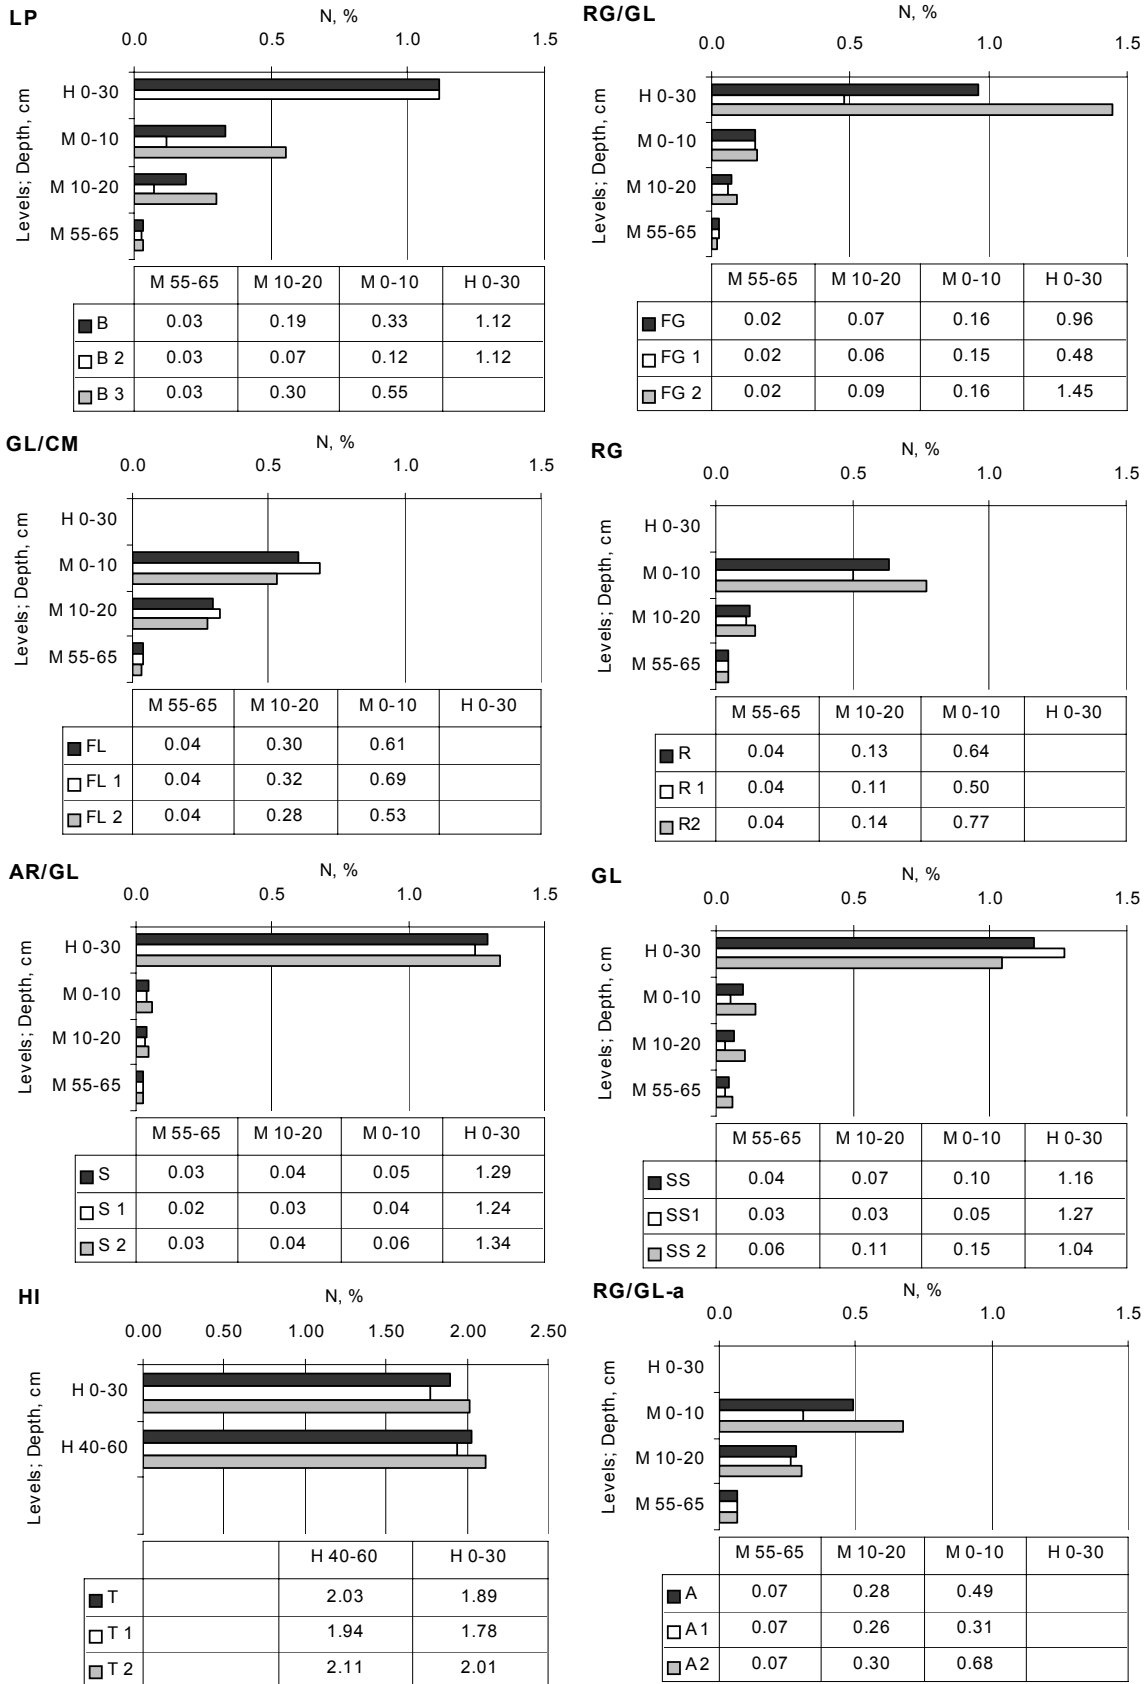 LP
N, %
0.0 0.5 1.0 1.5
Levels; Depth, cm
H 0-30
M 0-10
M 10-20
M 55-65
M 55-65 M 10-20 M 0-10 H 0-30
B 0.03 0.19 0.33 1.12
B 2 0.03 0.07 0.12 1.12
B 3 0.03 0.30 0.55
RG/GL
N, %
0.0 0.5 1.0 1.5
Levels; Depth, cm
H 0-30
M 0-10
M 10-20
M 55-65
M 55-65 M 10-20 M 0-10 H 0-30
FG 0.02 0.07 0.16 0.96
FG 1 0.02 0.06 0.15 0.48
FG 2 0.02 0.09 0.16 1.45
GL/CM
N, %
0.0 0.5 1.0 1.5
Levels; Depth, cm
H 0-30
M 0-10
M 10-20
M 55-65
M 55-65 M 10-20 M 0-10 H 0-30
FL 0.04 0.30 0.61
FL 1 0.04 0.32 0.69
FL 2 0.04 0.28 0.53
RG
N, %
0.0 0.5 1.0 1.5
Levels; Depth, cm
H 0-30
M 0-10
M 10-20
M 55-65
M 55-65 M 10-20 M 0-10 H 0-30
R 0.04 0.13 0.64
R 1 0.04 0.11 0.50
R2 0.04 0.14 0.77
AR/GL
N, %
0.0 0.5 1.0 1.5
Levels; Depth, cm
H 0-30
M 0-10
M 10-20
M 55-65
M 55-65 M 10-20 M 0-10 H 0-30
S 0.03 0.04 0.05 1.29
S 1 0.02 0.03 0.04 1.24
S 2 0.03 0.04 0.06 1.34
GL
N, %
0.0 0.5 1.0 1.5
Levels; Depth, cm
H 0-30
M 0-10
M 10-20
M 55-65
M 55-65 M 10-20 M 0-10 H 0-30
SS 0.04 0.07 0.10 1.16
SS1 0.03 0.03 0.05 1.27
SS 2 0.06 0.11 0.15 1.04
HI
N, %
0.00 0.50 1.00 1.50 2.00 2.50
Levels; Depth, cm
H 0-30
H 40-60
H 40-60 H 0-30
T 2.03 1.89
T 1 1.94 1.78
T 2 2.11 2.01
RG/GL-a
N, %
0.0 0.5 1.0 1.5
Levels; Depth, cm
H 0-30
M 0-10
M 10-20
M 55-65
M 55-65 M 10-20 M 0-10 H 0-30
A 0.07 0.28 0.49
A 1 0.07 0.26 0.31
A 2 0.07 0.30 0.68